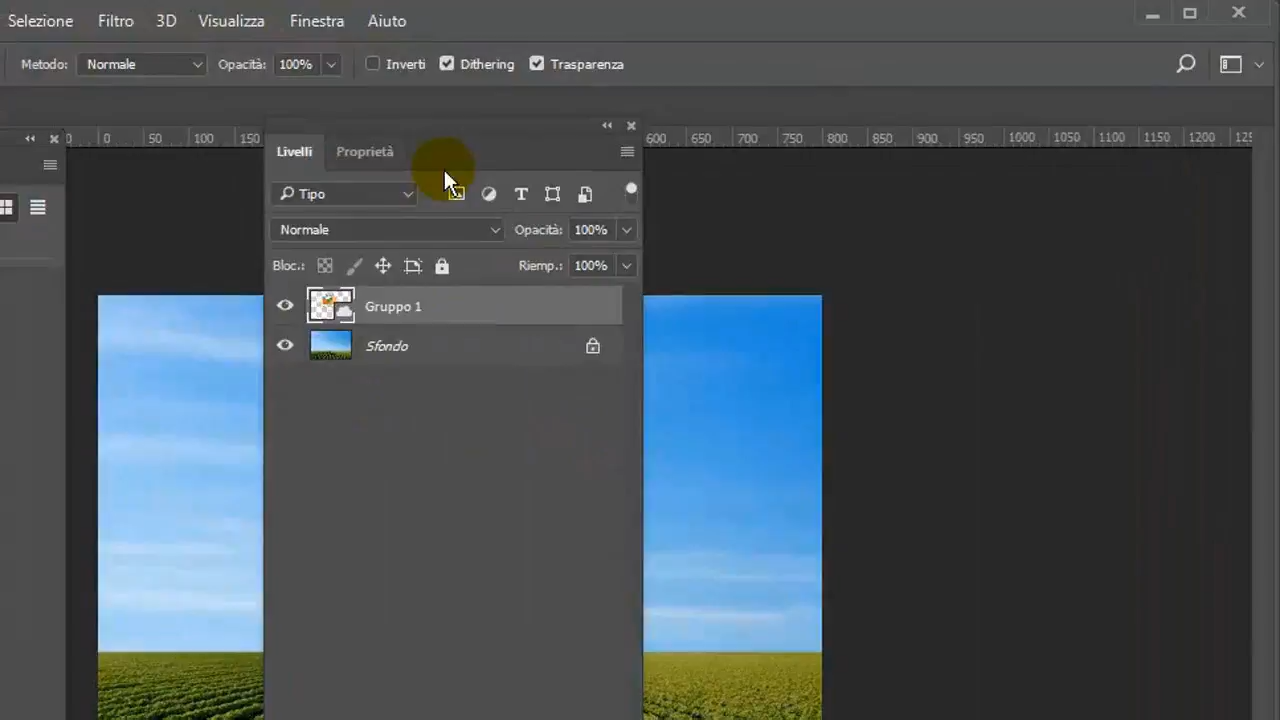 Selezione Filtro 3D Visualizza Finestra Aiuto
Metodo: Normale Opacità: 100% Inverti Dithering Trasparenza
0 0 50 100 150 600 650 700 750 800 850 900 950 1000 1050 1100 1150 1200 125
Livelli Proprietà
Tipo
Normale Opacità: 100%
Bloc.: Riemp.: 100%
Gruppo 1
Sfondo